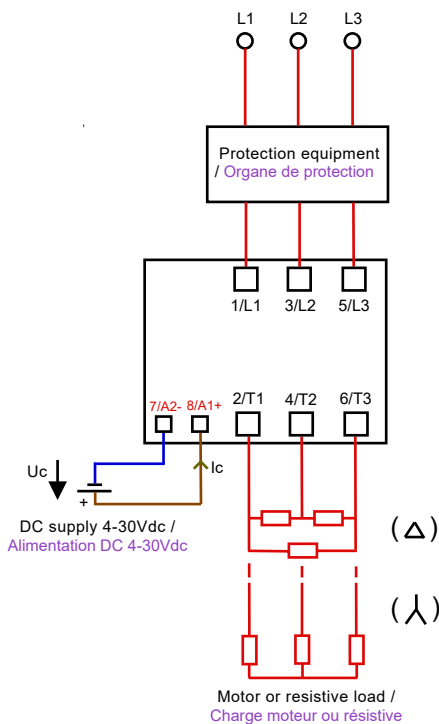 L1 L2 L3
Protection equipment
/ Organe de protection
1/L1 3/L2 5/L3
7/A2- 8/A1+ 2/T1 4/T2 6/T3
Uc
Ic
+
DC supply 4-30Vdc /
Alimentation DC 4-30Vdc
(Δ)
(⅄)
Motor or resistive load /
Charge moteur ou résistive